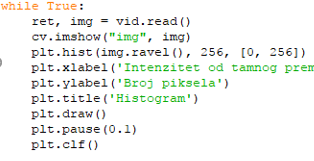 while True:
ret, img = vid.read()
cv.imshow("img", img)
plt.hist(img.ravel(), 256, [0, 256])
plt.xlabel('Intenzitet od tamnog prem
plt.ylabel('Broj piksela')
plt.title('Histogram')
plt.draw()
plt.pause(0.1)
plt.clf()